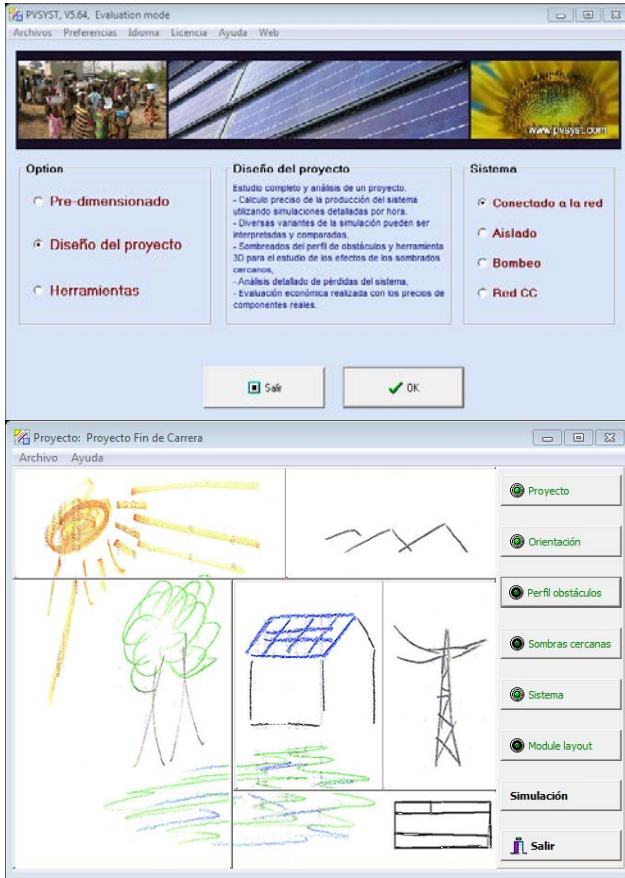 PVSYST, V5.64, Evaluation mode
Archivos Preferencias Idioma Licencia Ayuda Web
www.pvsyst.com
Option
Pre-dimensionado
Diseño del proyecto
Herramientas
Diseño del proyecto
Estudio completo y análisis de un proyecto.
- Calculo preciso de la producción del sistema
utilizando simulaciones detalladas por hora.
- Diversas variantes de la simulación pueden ser
interpretadas y comparadas,
- Sombreados del perfil de obstáculos y herramienta
3D para el estudio de los efectos de los sombrados
cercanos,
- Análisis detallado de pérdidas del sistema,
- Evaluación económica realizada con los precios de
componentes reales.
Sistema
Conectado a la red
Aislado
Bombeo
Red CC
Salir
OK
Proyecto: Proyecto Fin de Carrera
Archivo Ayuda
Proyecto
Orientación
Perfil obstáculos
Sombras cercanas
Sistema
Module layout
Simulación
Salir